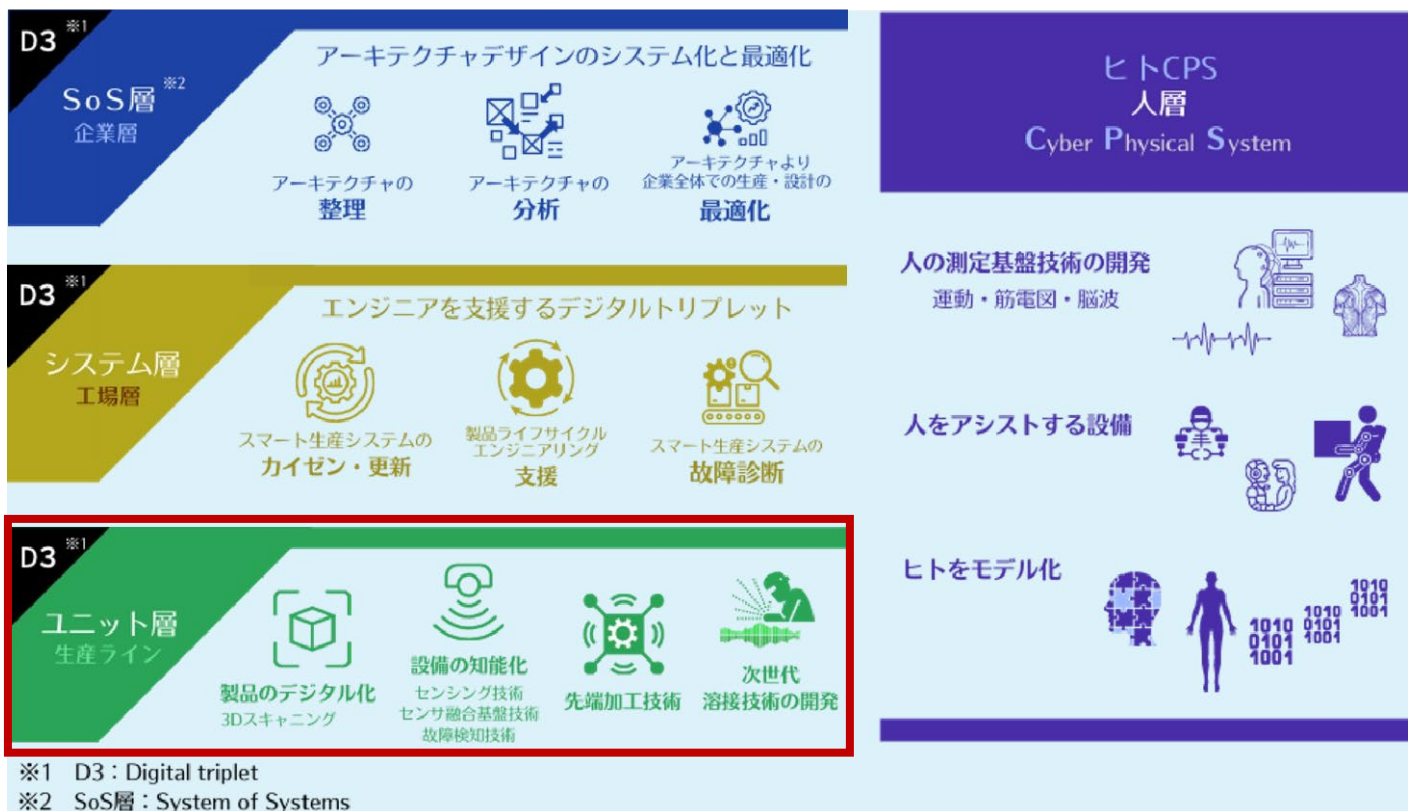 D3 ※1
SoS層 ※2
企業層
アーキテクチャデザインのシステム化と最適化
アーキテクチャの
整理
アーキテクチャの
分析
アーキテクチャより
企業全体での生産・設計の
最適化
D3 ※1
システム層
工場層
エンジニアを支援するデジタルトリプレット
スマート生産システムの
カイゼン・更新
製品ライフサイクル
エンジニアリング
支援
スマート生産システムの
故障診断
D3 ※1
ユニット層
生産ライン
製品のデジタル化
3Dスキャニング
設備の知能化
センシング技術
センサ融合基盤技術
故障検知技術
先端加工技術
次世代
溶接技術の開発
※1 D3：Digital triplet
※2 SoS層：System of Systems
ヒトCPS
人層
Cyber Physical System
人の測定基盤技術の開発
運動・筋電図・脳波
人をアシストする設備
ヒトをモデル化
1010
0101
1001
1010
0101
1001
1010
0101
1001